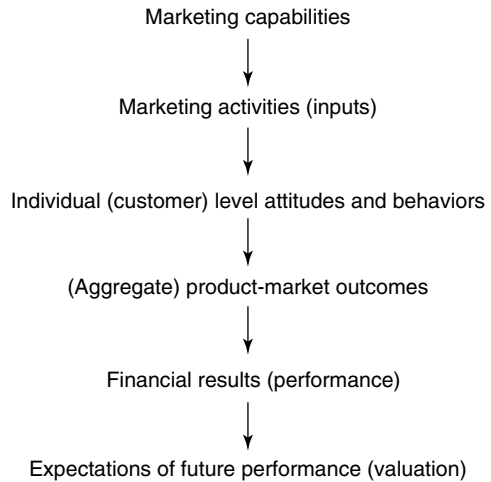 Marketing capabilities
Marketing activities (inputs)
Individual (customer) level attitudes and behaviors
(Aggregate) product-market outcomes
Financial results (performance)
Expectations of future performance (valuation)